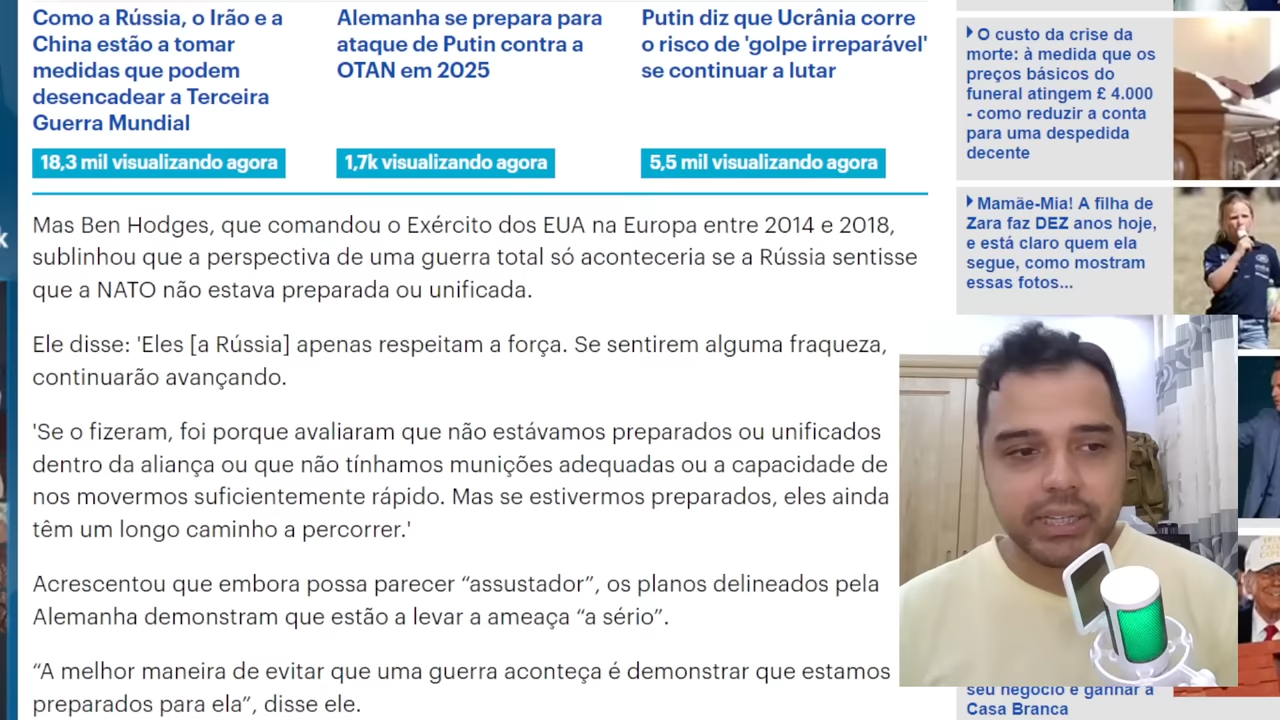 Como a Rússia, o Irão e a
China estão a tomar
medidas que podem
desencadear a Terceira
Guerra Mundial
18,3 mil visualizando agora
Alemanha se prepara para
ataque de Putin contra a
OTAN em 2025
1,7k visualizando agora
Putin diz que Ucrânia corre
o risco de 'golpe irreparável'
se continuar a lutar
5,5 mil visualizando agora
Mas Ben Hodges, que comandou o Exército dos EUA na Europa entre 2014 e 2018,
sublinhou que a perspectiva de uma guerra total só aconteceria se a Rússia sentisse
que a NATO não estava preparada ou unificada.
Ele disse: 'Eles [a Rússia] apenas respeitam a força. Se sentirem alguma fraqueza,
continuarão avançando.
'Se o fizeram, foi porque avaliaram que não estávamos preparados ou unificados
dentro da aliança ou que não tínhamos munições adequadas ou a capacidade de
nos movermos suficientemente rápido. Mas se estivermos preparados, eles ainda
têm um longo caminho a percorrer.'
Acrescentou que embora possa parecer “assustador”, os planos delineados pela
Alemanha demonstram que estão a levar a ameaça “a sério”.
“A melhor maneira de evitar que uma guerra aconteça é demonstrar que estamos
preparados para ela”, disse ele.
O custo da crise da
morte: à medida que os
preços básicos do
funeral atingem £ 4.000
- como reduzir a conta
para uma despedida
decente
Mamãe-Mia! A filha de
Zara faz DEZ anos hoje,
e está claro quem ela
segue, como mostram
essas fotos...
seu negócio e ganhar a
Casa Branca